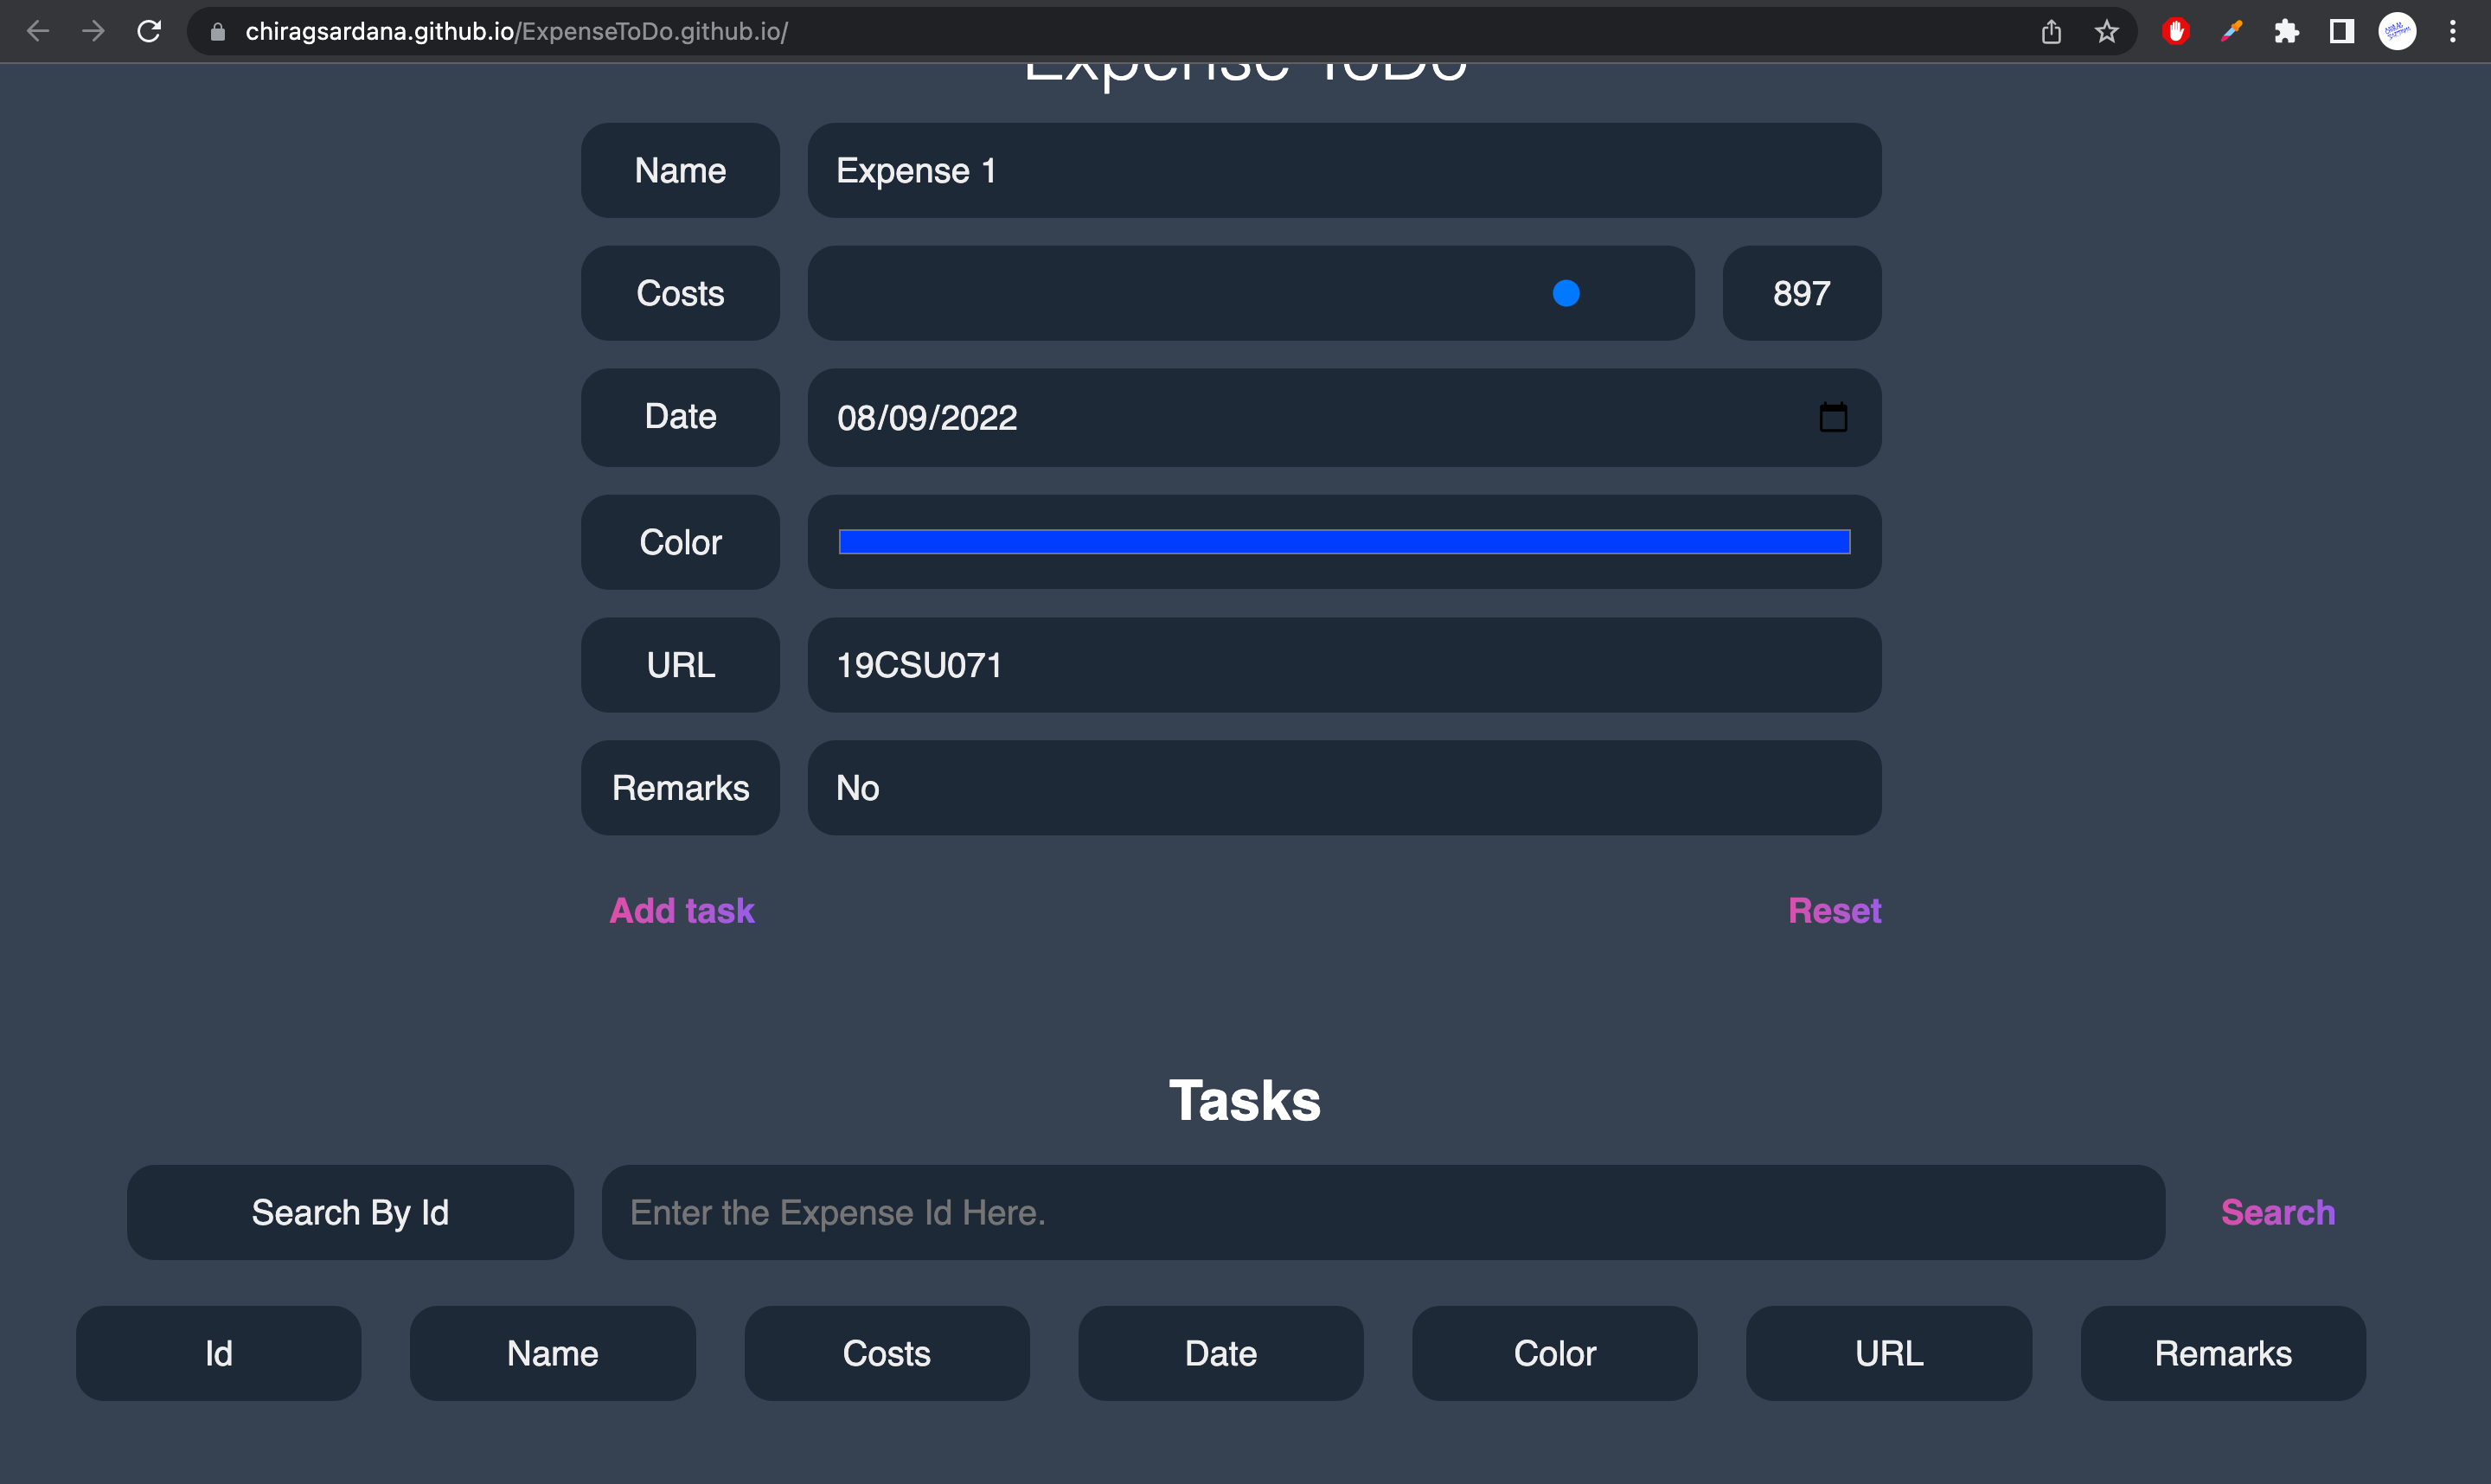 chiragsardana.github.io/ExpenseToDo.github.io/
Expense ToDo
Name Expense 1
Costs 897
Date 08/09/2022
Color
URL 19CSU071
Remarks No
Add task Reset
Tasks
Search By Id Enter the Expense Id Here. Search
Id Name Costs Date Color URL Remarks